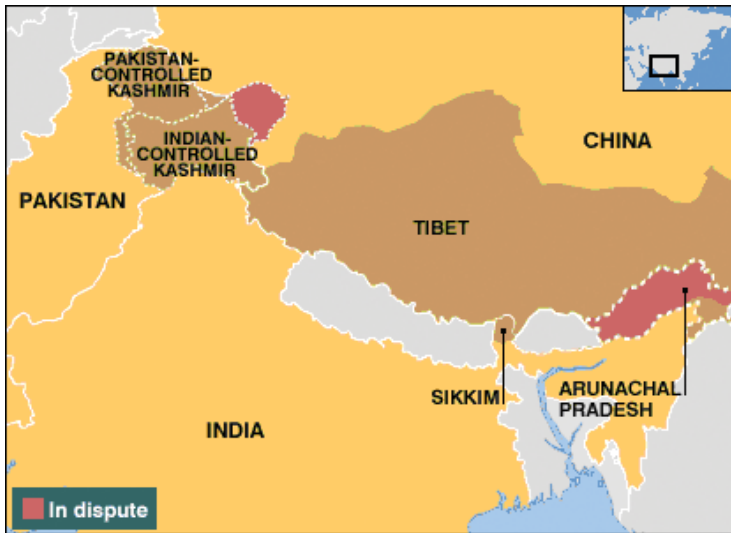 PAKISTAN-
CONTROLLED
KASHMIR
INDIAN-
CONTROLLED
KASHMIR
CHINA
PAKISTAN
TIBET
SIKKIM
ARUNACHAL
PRADESH
INDIA
In dispute